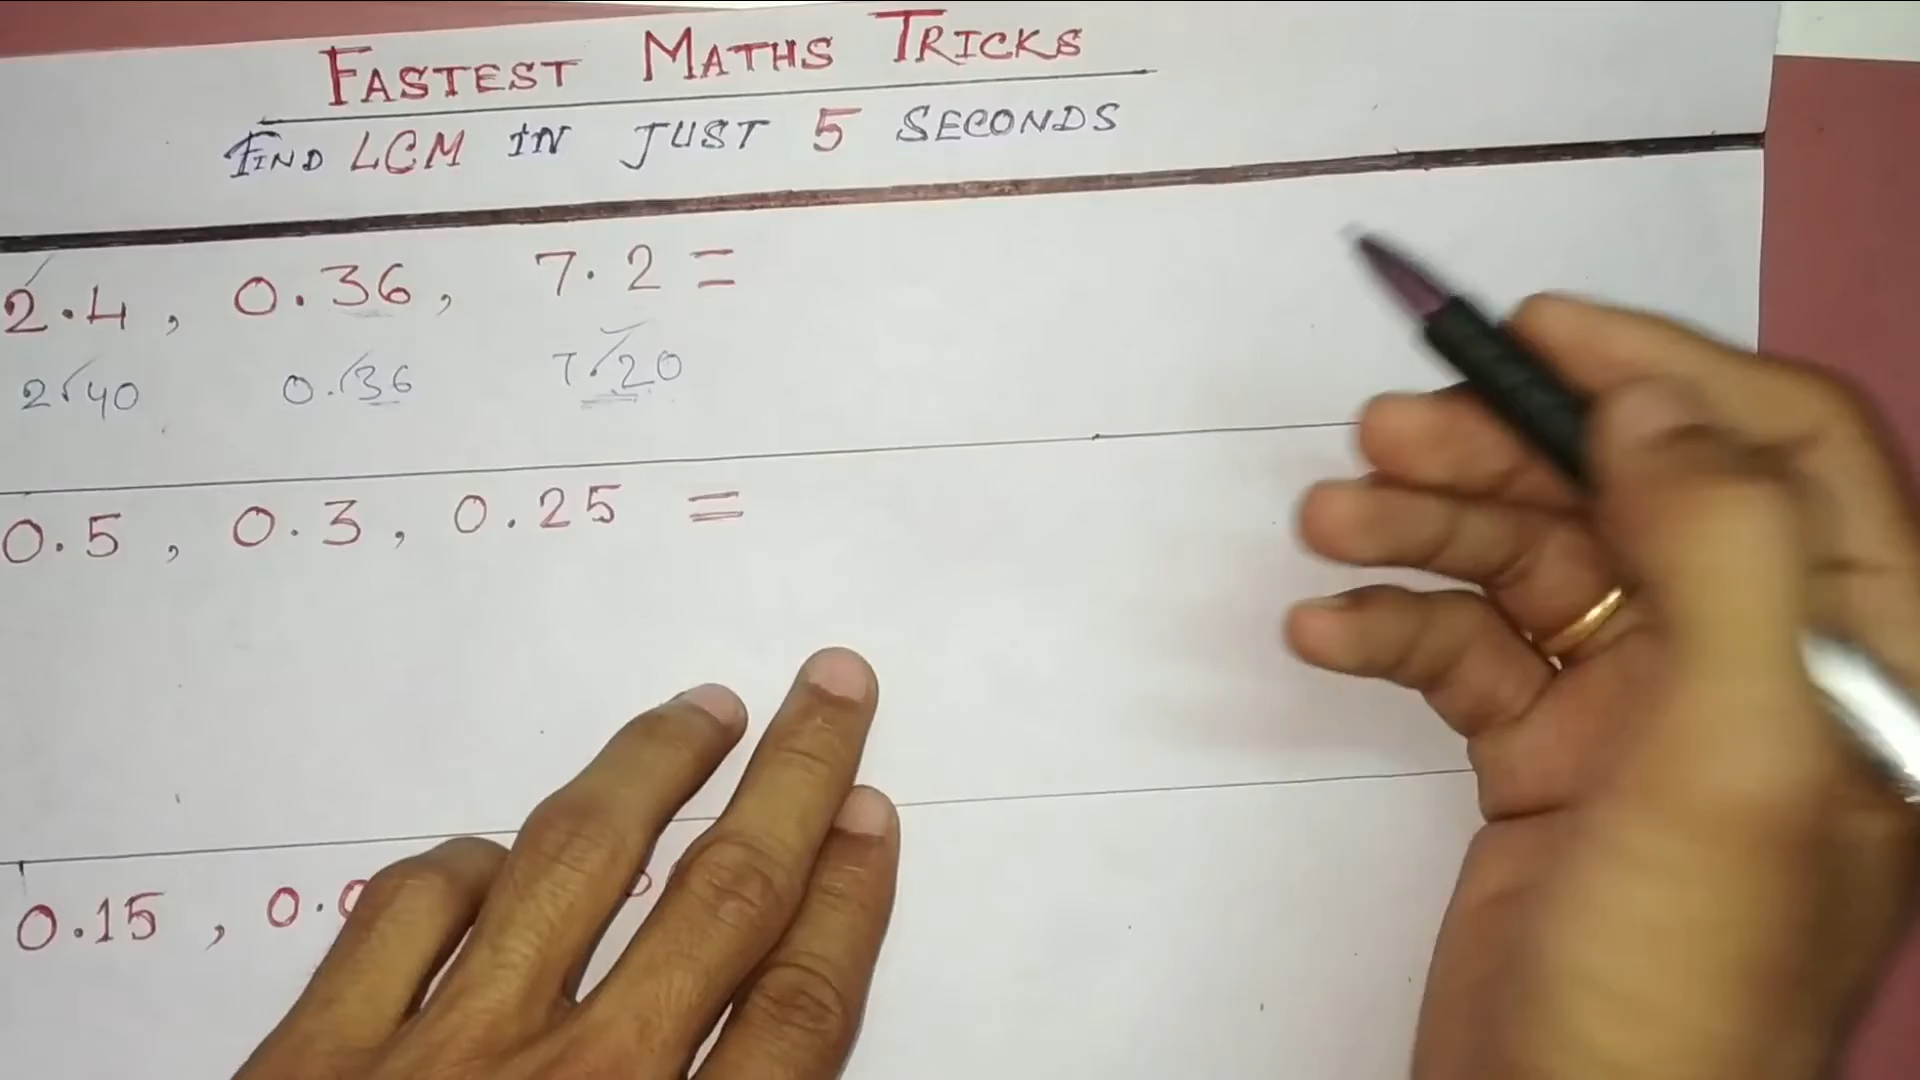 FASTEST MATHS TRICKS
FIND LCM IN JUST 5 SECONDS
2.4, 0.36, 7.2 =
2.40 0.36 7.20
0.5, 0.3, 0.25 =
0.15, 0.0